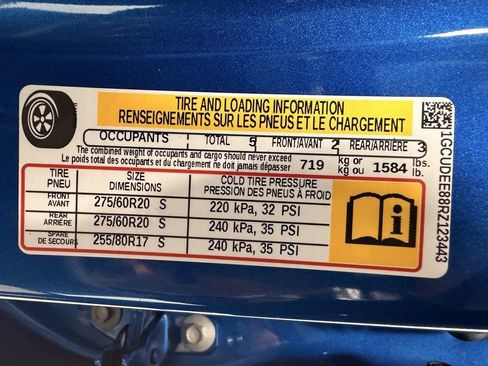 TIRE AND LOADING INFORMATION
RENSEIGNEMENTS SUR LES PNEUS ET LE CHARGEMENT
OCCUPANTS TOTAL 5 FRONT/AVANT 2 REAR/ARRIÈRE 3
The combined weight of occupants and cargo should never exceed
Le poids total des occupants et du chargement ne doit jamais dépasser 719 kg or kg ou 1584 lbs. lb.
TIRE PNEU SIZE DIMENSIONS COLD TIRE PRESSURE PRESSION DES PNEUS À FROID
FRONT AVANT 275/60R20 S 220 kPa, 32 PSI
REAR ARRIÈRE 275/60R20 S 240 kPa, 35 PSI
SPARE DE SECOURS 255/80R17 S 240 kPa, 35 PSI
1GCUDEE88RZ123443